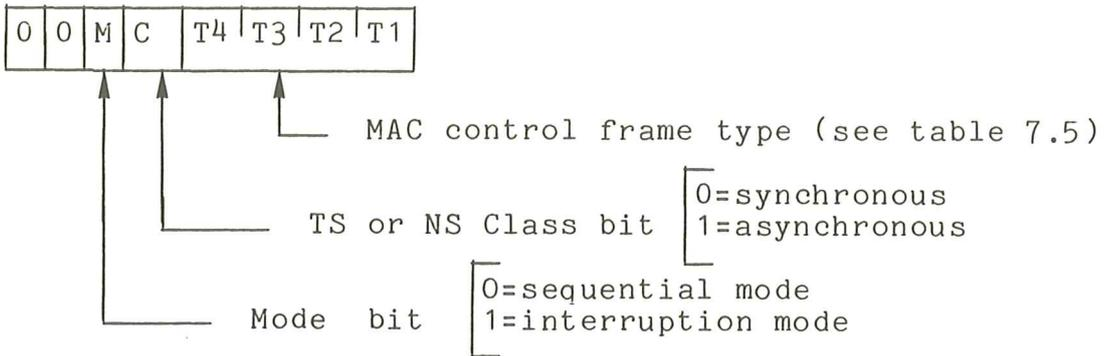 0 0 M C T4 T3 T2 T1
MAC control frame type (see table 7.5)
TS or NS Class bit
0=synchronous
1=asynchronous
Mode bit
0=sequential mode
1=interruption mode